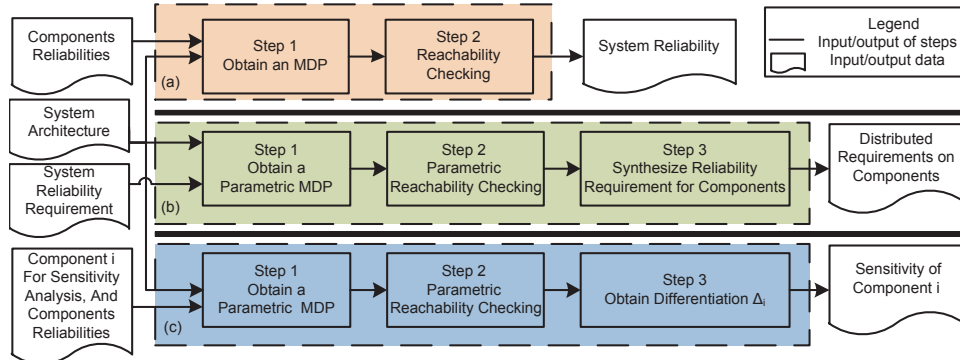 Components
Reliabilities
Step 1
Obtain an MDP
Step 2
Reachability
Checking
(a)
System Reliability
Legend
Input/output of steps
Input/output data
System
Architecture
System
Reliability
Requirement
Step 1
Obtain a
Parametric MDP
Step 2
Parametric
Reachability Checking
Step 3
Synthesize Reliability
Requirement for Components
(b)
Distributed
Requirements on
Components
Component i
For Sensitivity
Analysis, And
Components
Reliabilities
Step 1
Obtain a
Parametric MDP
Step 2
Parametric
Reachability Checking
Step 3
Obtain Differentiation Δi
(c)
Sensitivity of
Component i